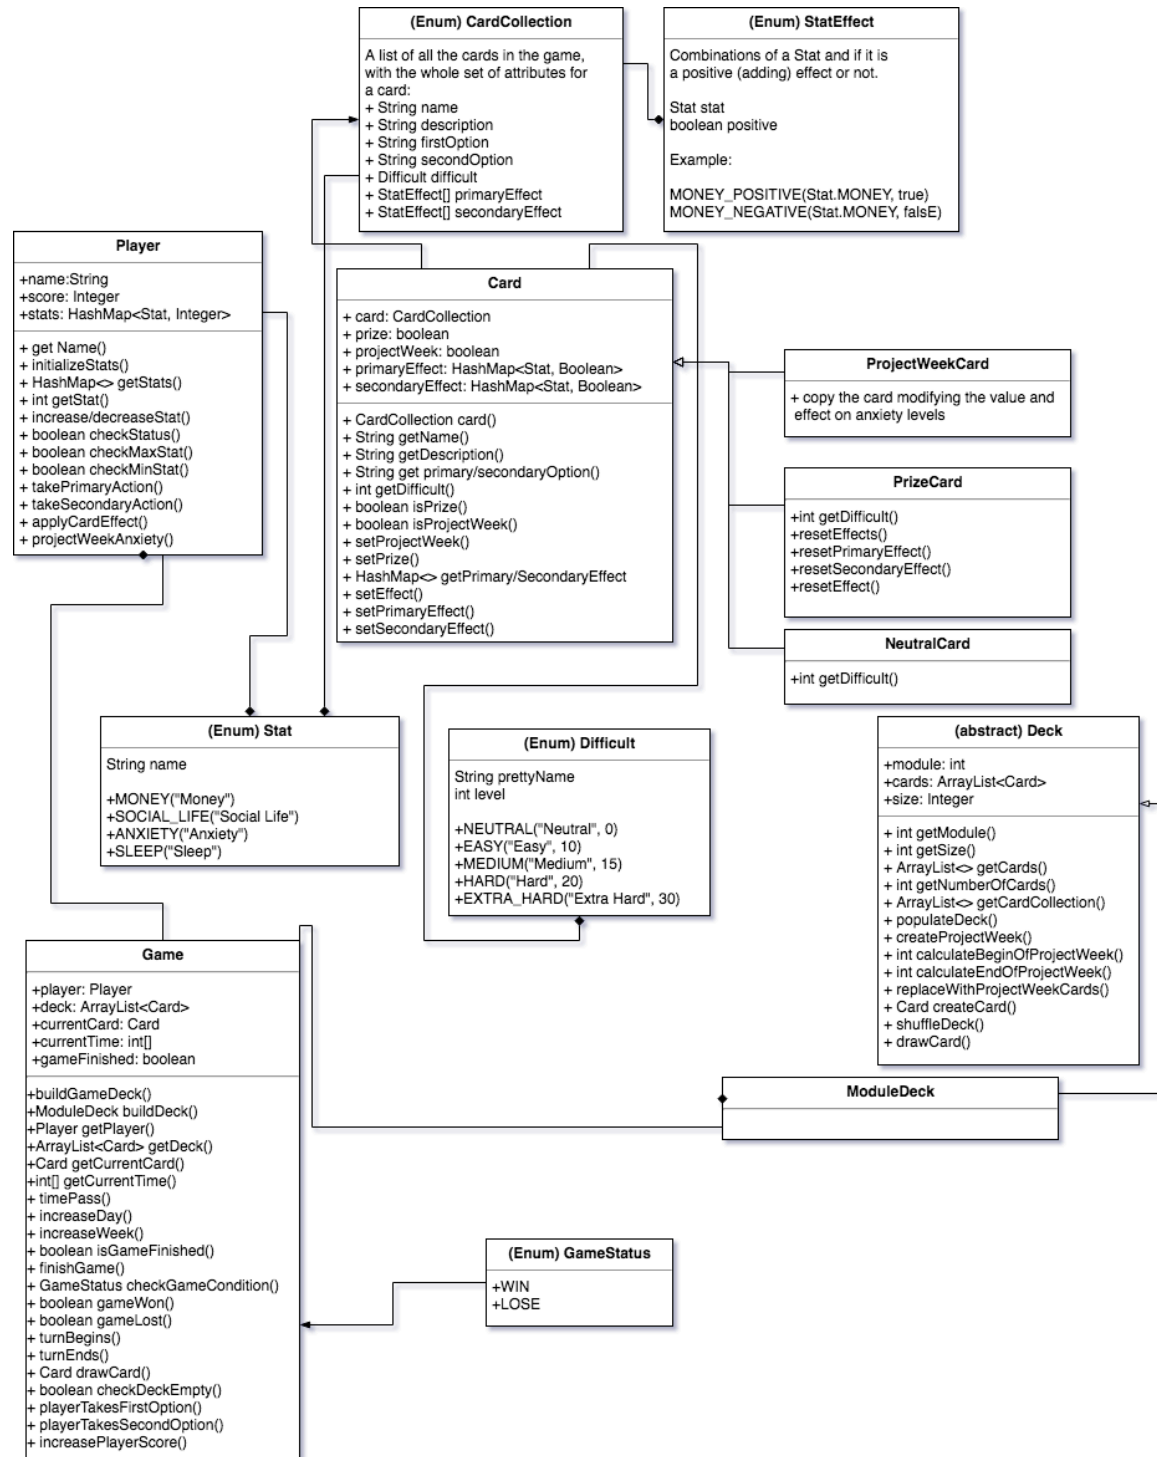 (Enum) CardCollection
A list of all the cards in the game,
with the whole set of attributes for
a card:
+ String name
+ String description
+ String firstOption
+ String secondOption
+ Difficult difficult
+ StatEffect[] primaryEffect
+ StatEffect[] secondaryEffect
(Enum) StatEffect
Combinations of a Stat and if it is
a positive (adding) effect or not.
Stat stat
boolean positive
Example:
MONEY_POSITIVE(Stat.MONEY, true)
MONEY_NEGATIVE(Stat.MONEY, falsE)
Player
+name:String
+score: Integer
+stats: HashMap<Stat, Integer>
+ get Name()
+ initializeStats()
+ HashMap<> getStats()
+ int getStat()
+ increase/decreaseStat()
+ boolean checkStatus()
+ boolean checkMaxStat()
+ boolean checkMinStat()
+ takePrimaryAction()
+ takeSecondaryAction()
+ applyCardEffect()
+ projectWeekAnxiety()
Card
+ card: CardCollection
+ prize: boolean
+ projectWeek: boolean
+ primaryEffect: HashMap<Stat, Boolean>
+ secondaryEffect: HashMap<Stat, Boolean>
+ CardCollection card()
+ String getName()
+ String getDescription()
+ String get primary/secondaryOption()
+ int getDifficult()
+ boolean isPrize()
+ boolean isProjectWeek()
+ setProjectWeek()
+ setPrize()
+ HashMap<> getPrimary/SecondaryEffect
+ setEffect()
+ setPrimaryEffect()
+ setSecondaryEffect()
ProjectWeekCard
+ copy the card modifying the value and
effect on anxiety levels
PrizeCard
+int getDifficult()
+resetEffects()
+resetPrimaryEffect()
+resetSecondaryEffect()
+resetEffect()
NeutralCard
+int getDifficult()
(Enum) Stat
String name
+MONEY("Money")
+SOCIAL_LIFE("Social Life")
+ANXIETY("Anxiety")
+SLEEP("Sleep")
(Enum) Difficult
String prettyName
int level
+NEUTRAL("Neutral", 0)
+EASY("Easy", 10)
+MEDIUM("Medium", 15)
+HARD("Hard", 20)
+EXTRA_HARD("Extra Hard", 30)
(abstract) Deck
+module: int
+cards: ArrayList<Card>
+size: Integer
+ int getModule()
+ int getSize()
+ ArrayList<> getCards()
+ int getNumberOfCards()
+ ArrayList<> getCardCollection()
+ populateDeck()
+ createProjectWeek()
+ int calculateBeginOfProjectWeek()
+ int calculateEndOfProjectWeek()
+ replaceWithProjectWeekCards()
+ Card createCard()
+ shuffleDeck()
+ drawCard()
Game
+player: Player
+deck: ArrayList<Card>
+currentCard: Card
+currentTime: int[]
+gameFinished: boolean
+buildGameDeck()
+ModuleDeck buildDeck()
+Player getPlayer()
+ArrayList<Card> getDeck()
+Card getCurrentCard()
+int[] getCurrentTime()
+ timePass()
+ increaseDay()
+ increaseWeek()
+ boolean isGameFinished()
+ finishGame()
+ GameStatus checkGameCondition()
+ boolean gameWon()
+ boolean gameLost()
+ turnBegins()
+ turnEnds()
+ Card drawCard()
+ boolean checkDeckEmpty()
+ playerTakesFirstOption()
+ playerTakesSecondOption()
+ increasePlayerScore()
ModuleDeck
(Enum) GameStatus
+WIN
+LOSE